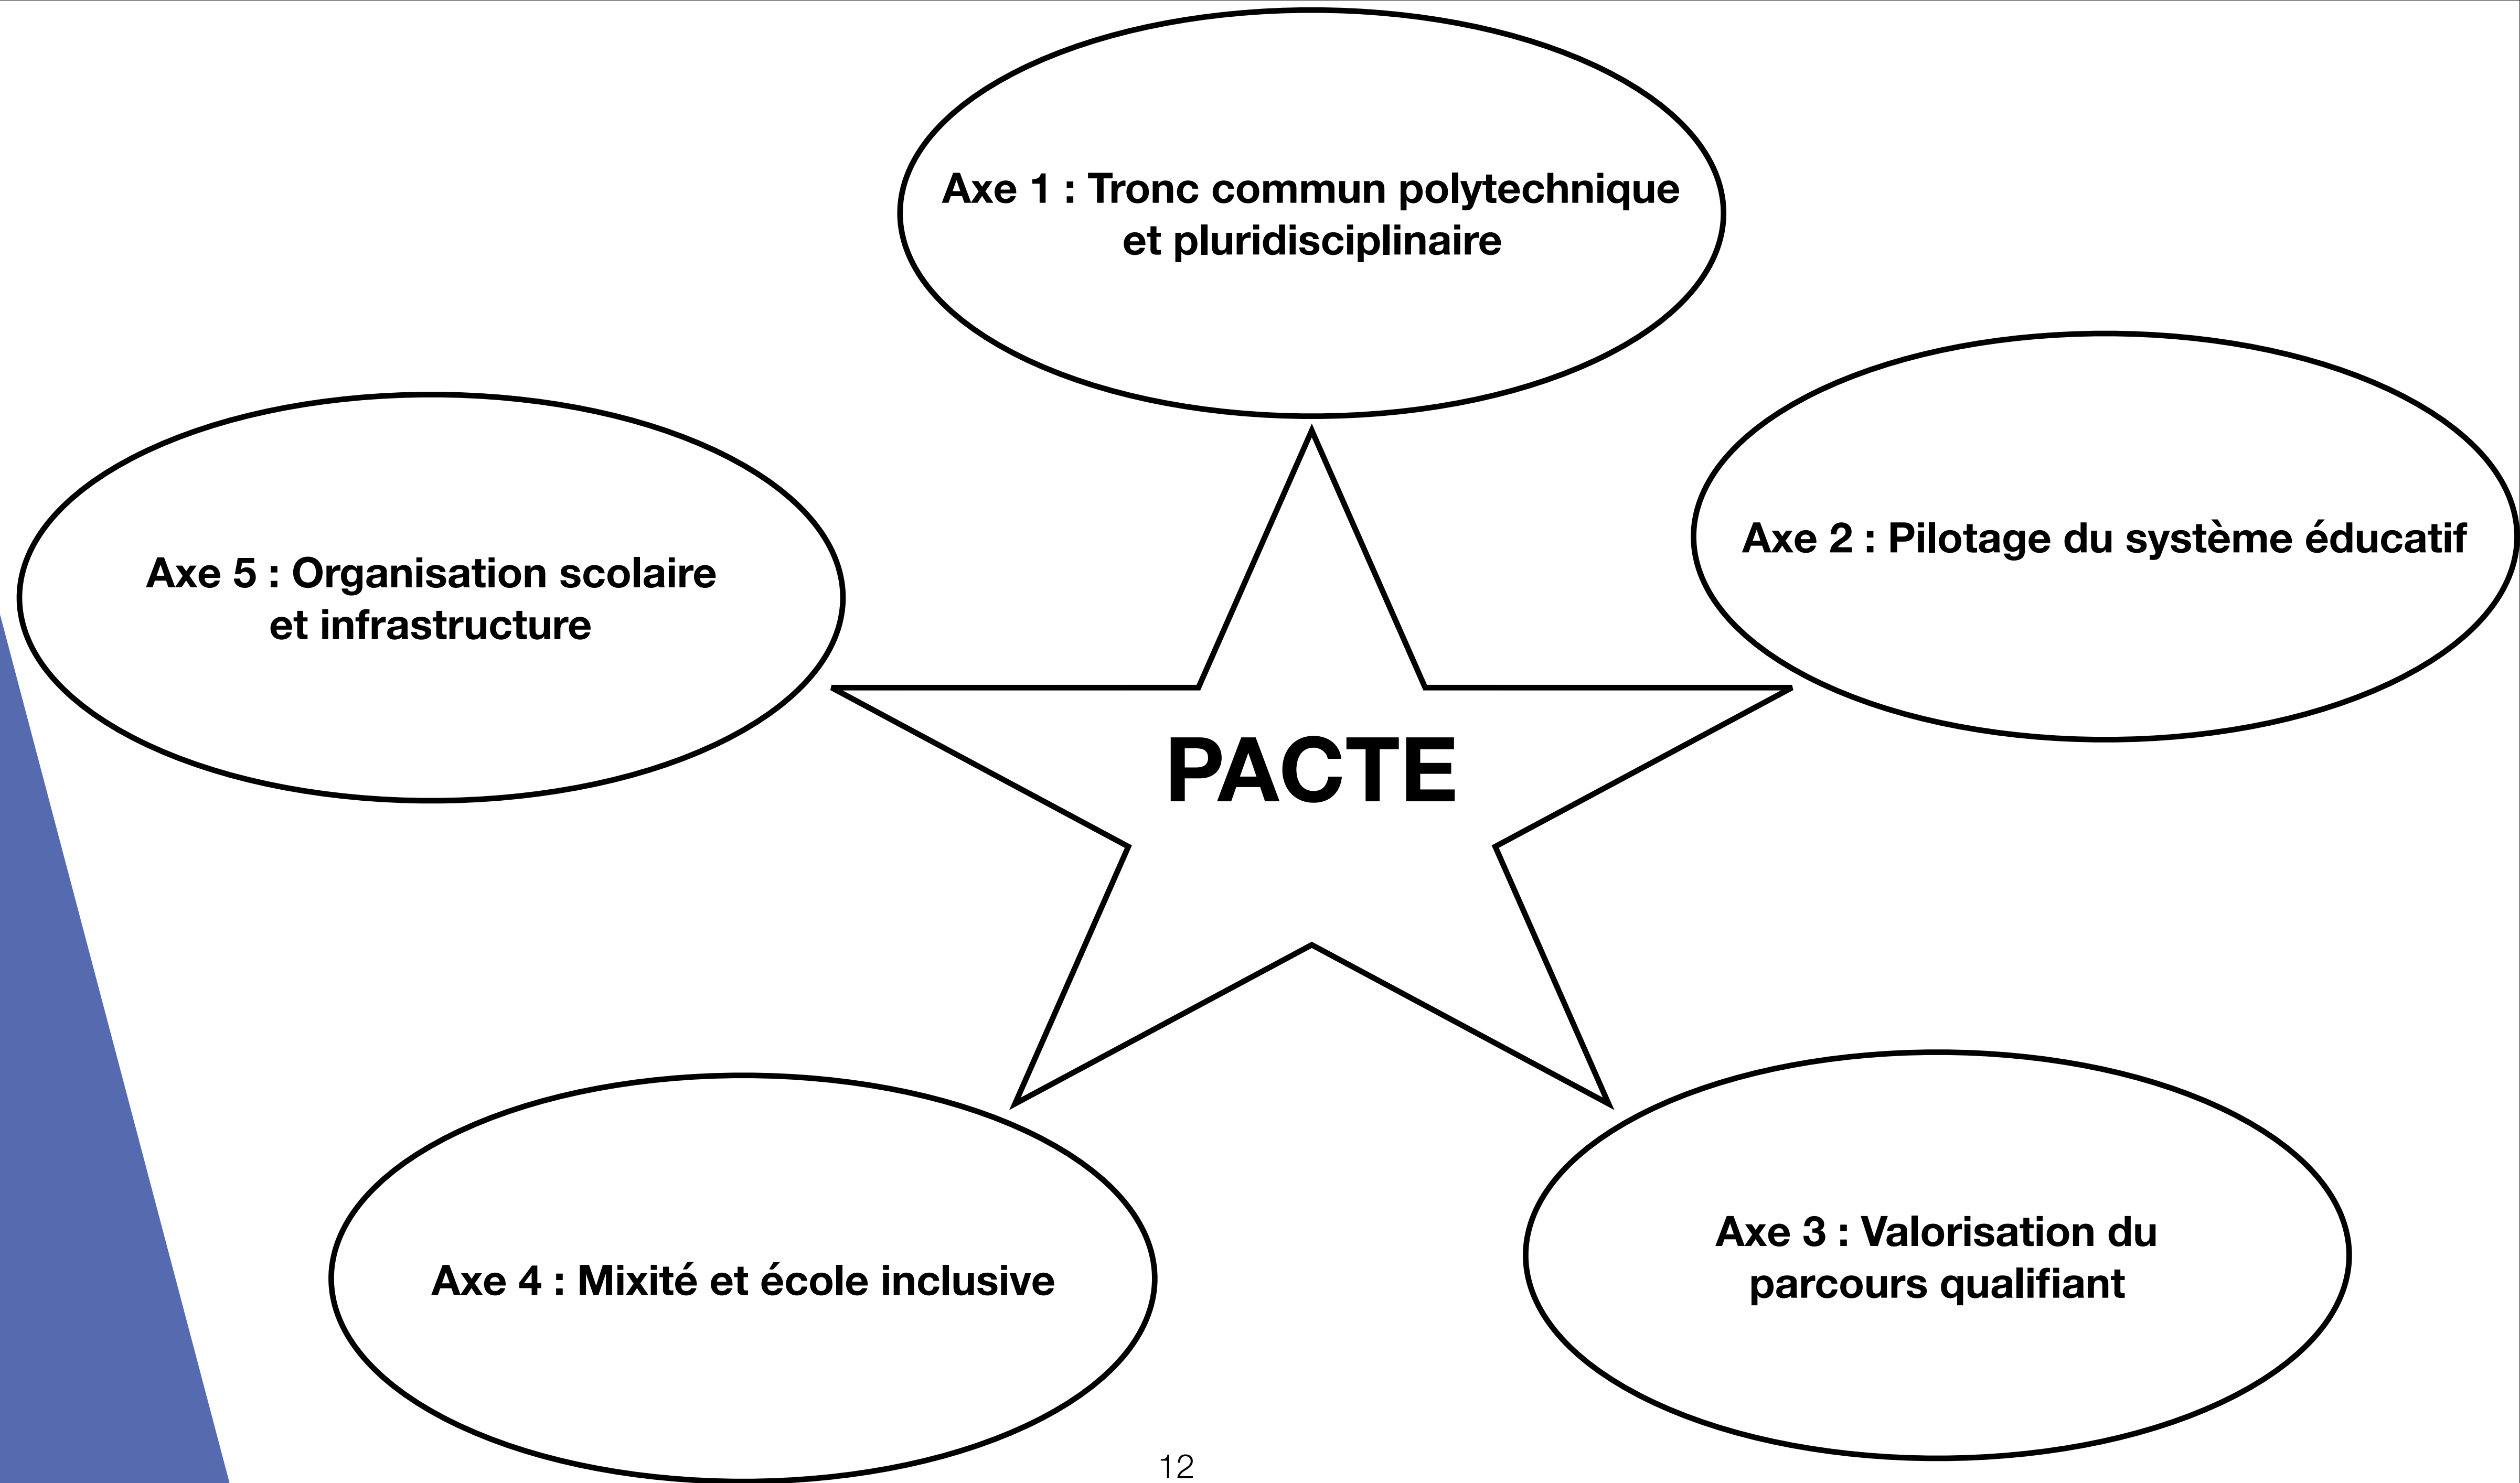 Axe 1 : Tronc commun polytechnique
et pluridisciplinaire
Axe 2 : Pilotage du système éducatif
Axe 5 : Organisation scolaire
et infrastructure
PACTE
Axe 3 : Valorisation du
parcours qualifiant
Axe 4 : Mixité et école inclusive
12